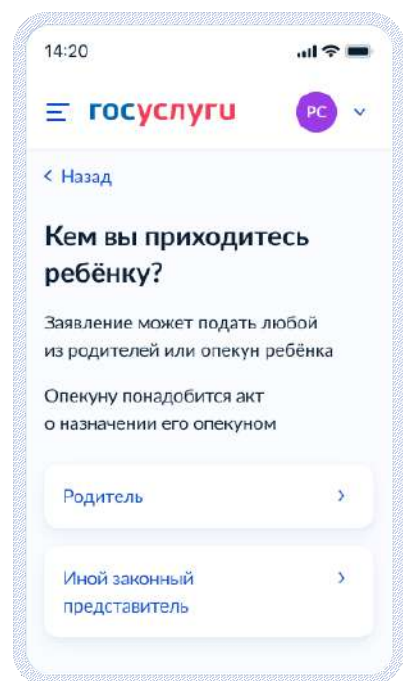 14:20
госуслуги
РС
Назад
Кем вы приходитесь
ребёнку?
Заявление может подать любой
из родителей или опекун ребёнка
Опекуну понадобится акт
о назначении его опекуном
Родитель
Иной законный
представитель